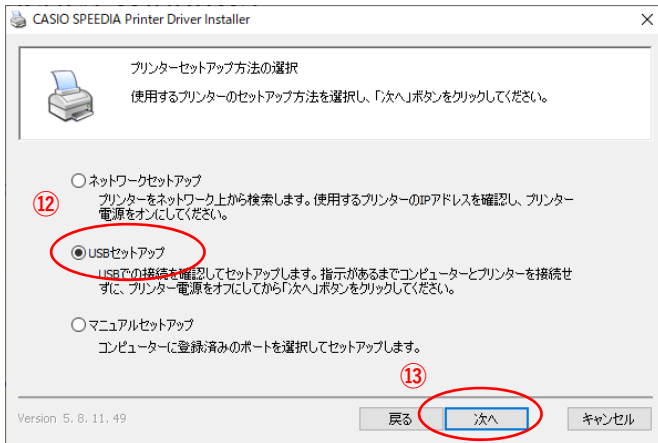 CASIO SPEEDIA Printer Driver Installer
プリンターセットアップ方法の選択
使用するプリンターのセットアップ方法を選択し、「次へ」ボタンをクリックしてください。
ネットワークセットアップ
⑫
プリンターをネットワーク上から検索します。使用するプリンターのIPアドレスを確認し、プリンター
電源をオンにしてください。
USBセットアップ
USBでの接続を確認してセットアップします。指示があるまでコンピューターとプリンターを接続せ
ずに、プリンター電源をオフにしてから「次へ」ボタンをクリックしてください。
マニュアルセットアップ
コンピューターに登録済みのポートを選択してセットアップします。
⑬
Version 5. 8. 11. 49
戻る 次へ キャンセル